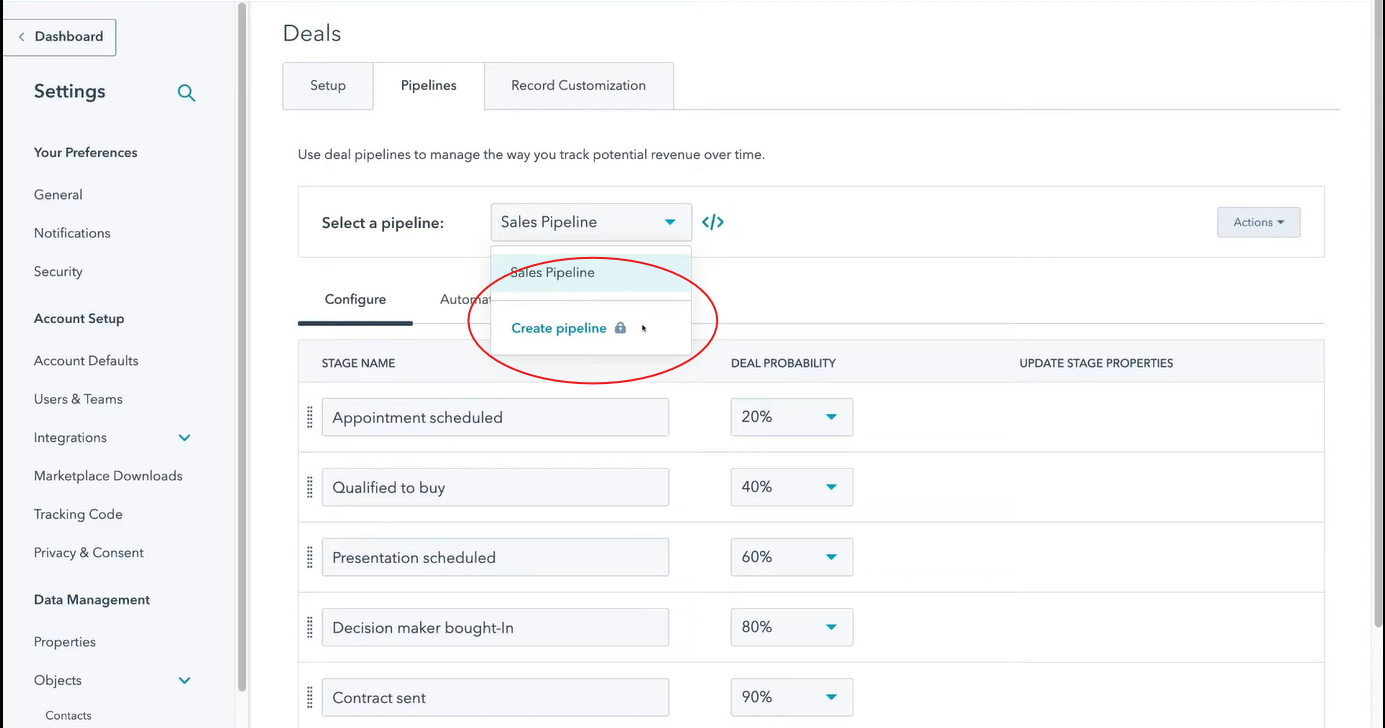 Dashboard
Settings
Your Preferences
General
Notifications
Security
Account Setup
Account Defaults
Users & Teams
Integrations
Marketplace Downloads
Tracking Code
Privacy & Consent
Data Management
Properties
Objects
Contacts
Deals
Setup
Pipelines
Record Customization
Use deal pipelines to manage the way you track potential revenue over time.
Select a pipeline:
Sales Pipeline
</>
Actions
Sales Pipeline
Create pipeline
Configure
Automat
STAGE NAME
DEAL PROBABILITY
UPDATE STAGE PROPERTIES
Appointment scheduled
20%
Qualified to buy
40%
Presentation scheduled
60%
Decision maker bought-In
80%
Contract sent
90%